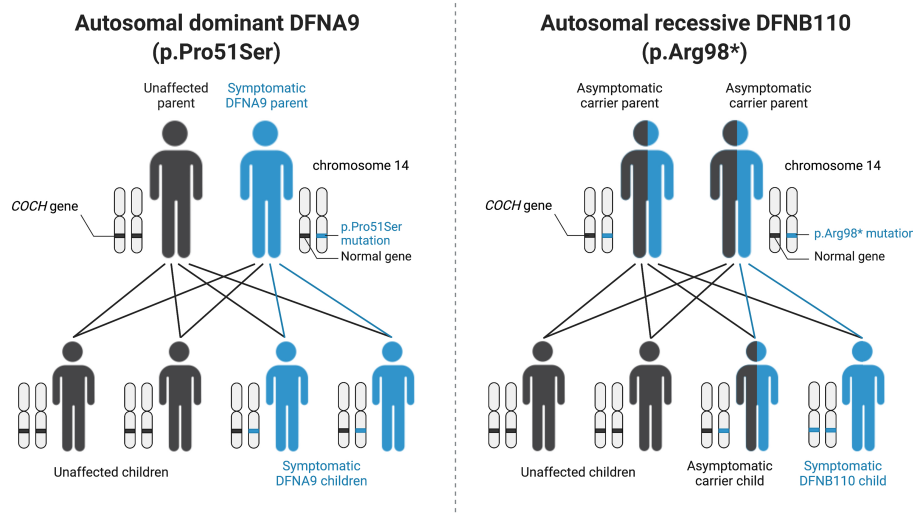 Autosomal dominant DFNA9
(p.Pro51Ser)
Unaffected
parent
Symptomatic
DFNA9 parent
chromosome 14
COCH gene
p.Pro51Ser
mutation
Normal gene
Unaffected children
Symptomatic
DFNA9 children
Autosomal recessive DFNB110
(p.Arg98*)
Asymptomatic
carrier parent
Asymptomatic
carrier parent
chromosome 14
COCH gene
p.Arg98* mutation
Normal gene
Unaffected children
Asymptomatic
carrier child
Symptomatic
DFNB110 child